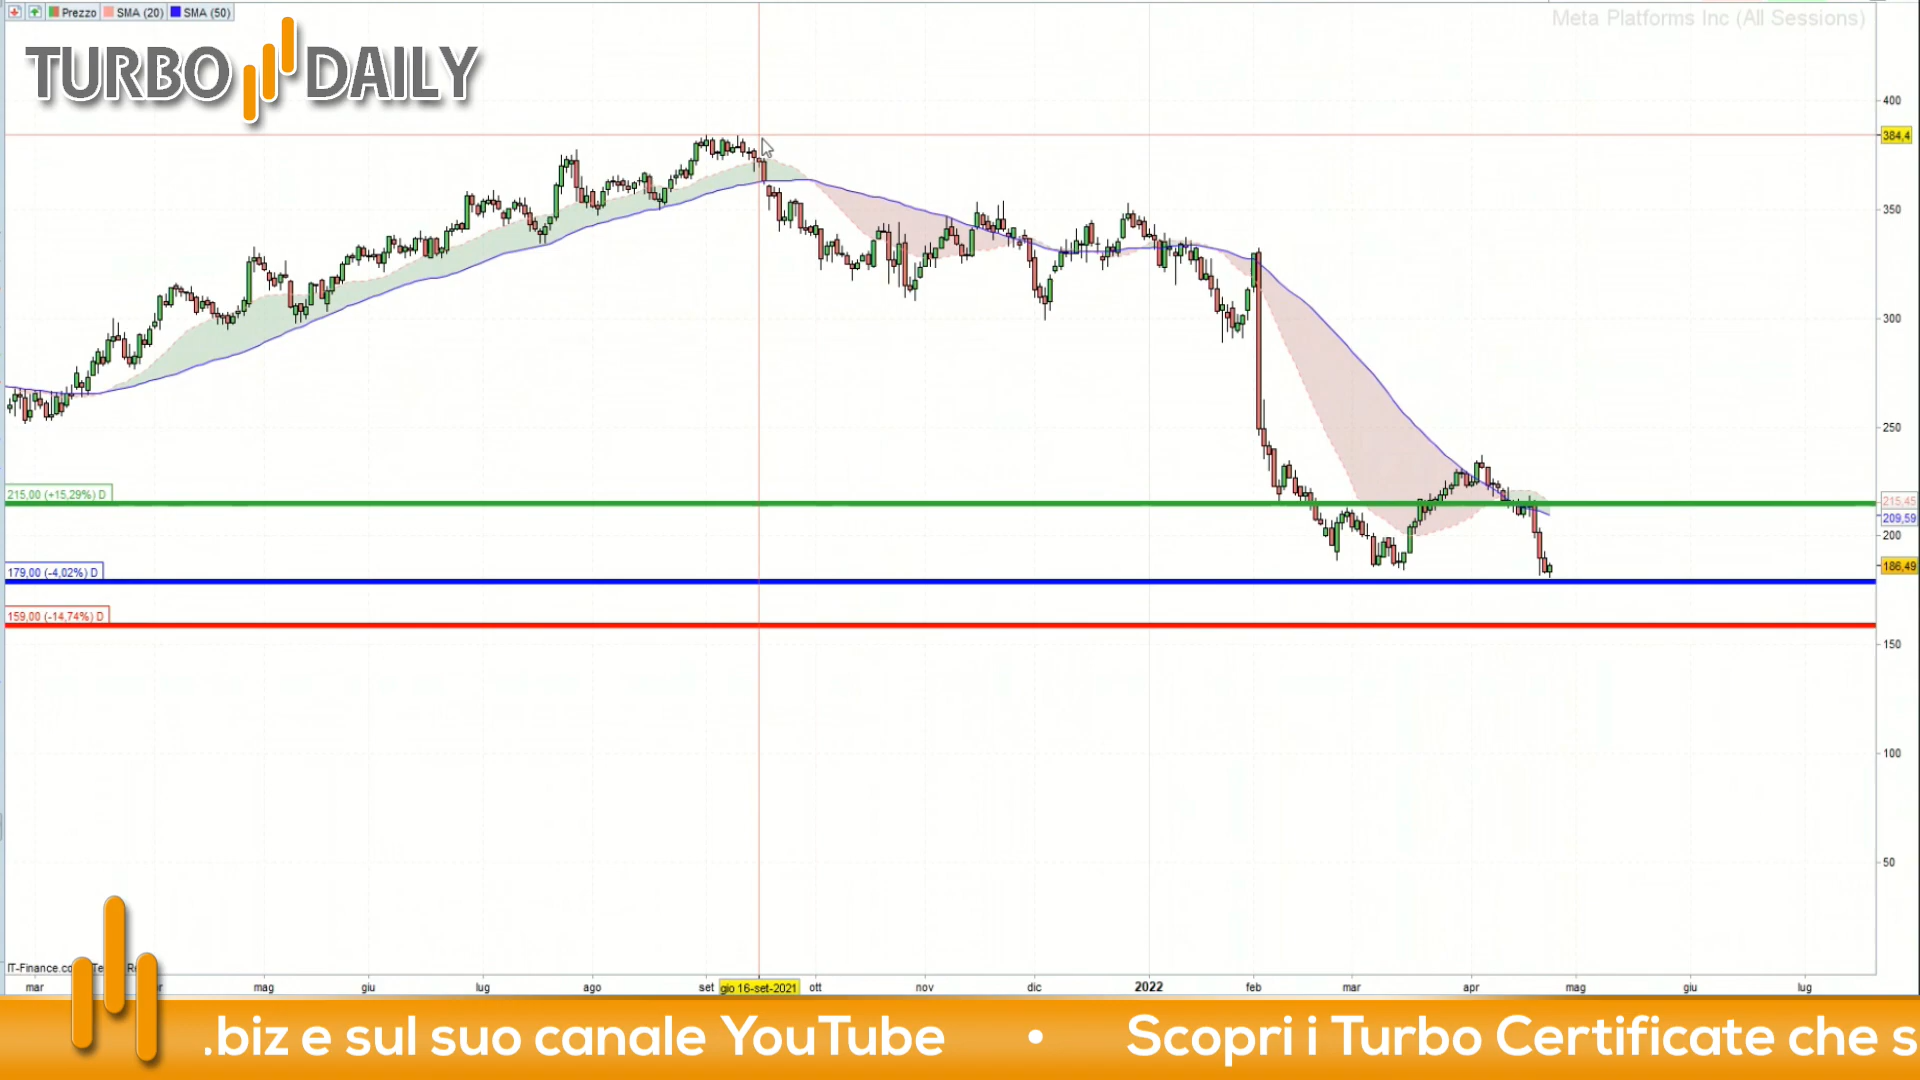 Prezzo SMA (20) SMA (50)
Meta Platforms Inc (All Sessions)
TURBO DAILY
400
384,4
350
300
250
215,00 (+15,29%) D
215,45
209,59
200
186,49
179,00 (-4,02%) D
159,00 (-14,74%) D
150
100
50
mar mag giu lug ago set gio 16-set-2021 ott nov dic 2022 feb mar apr mag giu lug
.biz e sul suo canale YouTube • Scopri i Turbo Certificate che s